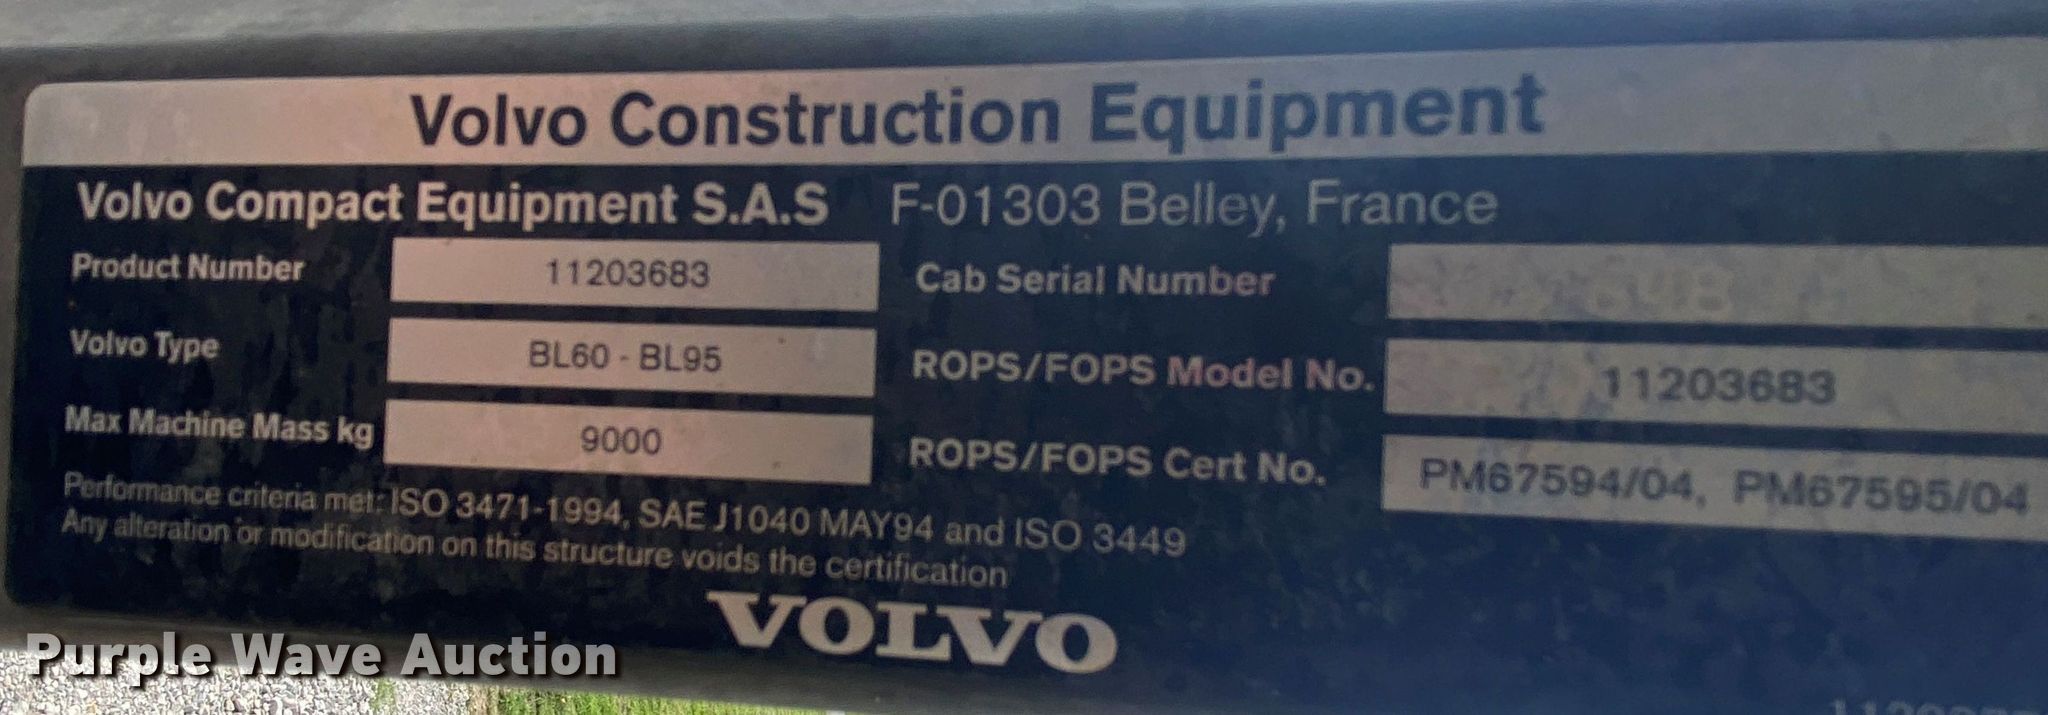 Volvo Construction Equipment
Volvo Compact Equipment S.A.S F-01303 Belley, France
Product Number 11203683 Cab Serial Number
Volvo Type BL60 - BL95 ROPS/FOPS Model No. 11203683
Max Machine Mass kg 9000 ROPS/FOPS Cert No. PM67594/04, PM67595/04
Performance criteria met: ISO 3471-1994, SAE J1040 MAY94 and ISO 3449
Any alteration or modification on this structure voids the certification
VOLVO
Purple Wave Auction